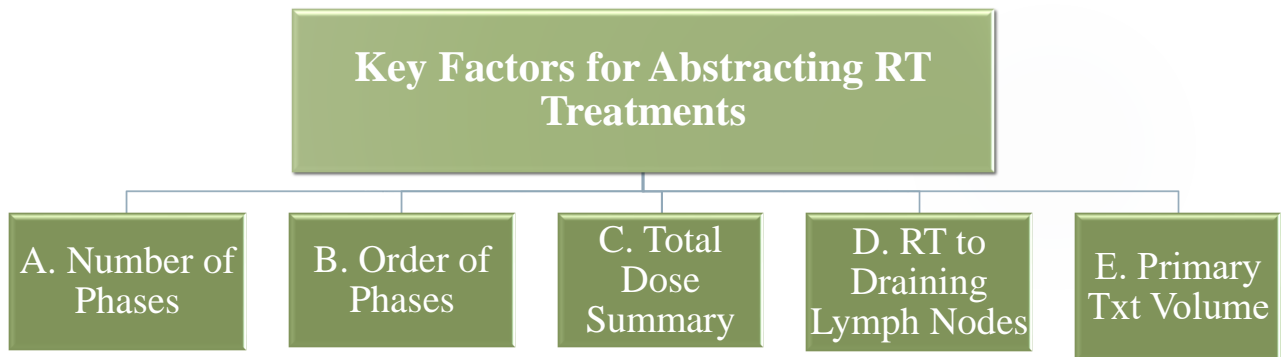 Key Factors for Abstracting RT
Treatments
A. Number of
Phases
B. Order of
Phases
C. Total
Dose
Summary
D. RT to
Draining
Lymph Nodes
E. Primary
Txt Volume